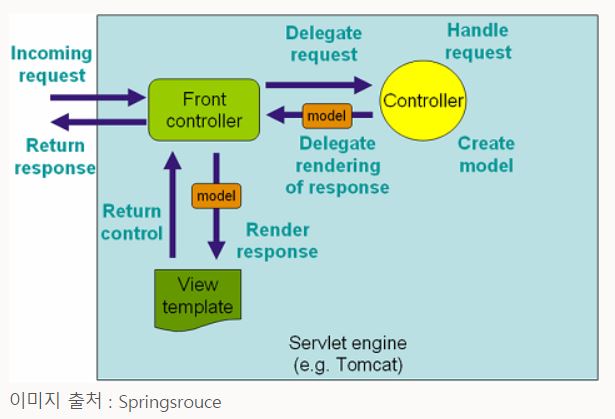 Incoming
request
Return
response
Front
controller
Delegate
request
Handle
request
Controller
model
Delegate
rendering
of response
Create
model
model
Return
control
Render
response
View
template
Servlet engine
(e.g. Tomcat)
이미지 출처 : Springsrouce